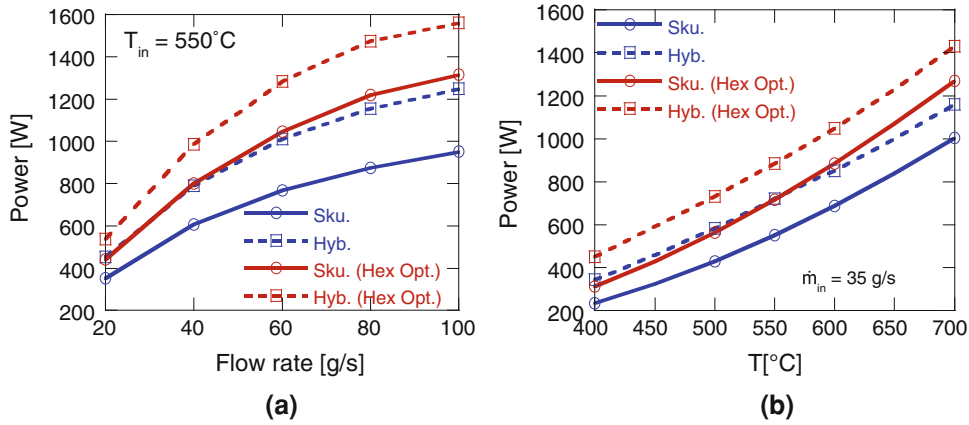 1600
1400
1200
1000
800
600
400
200
Power [W]
T_in = 550°C
Sku.
Hyb.
Sku. (Hex Opt.)
Hyb. (Hex Opt.)
20
40
60
80
100
Flow rate [g/s]
(a)
1600
1400
1200
1000
800
600
400
200
Power [W]
Sku.
Hyb.
Sku. (Hex Opt.)
Hyb. (Hex Opt.)
ṁ_in = 35 g/s
400
450
500
550
600
650
700
T[°C]
(b)